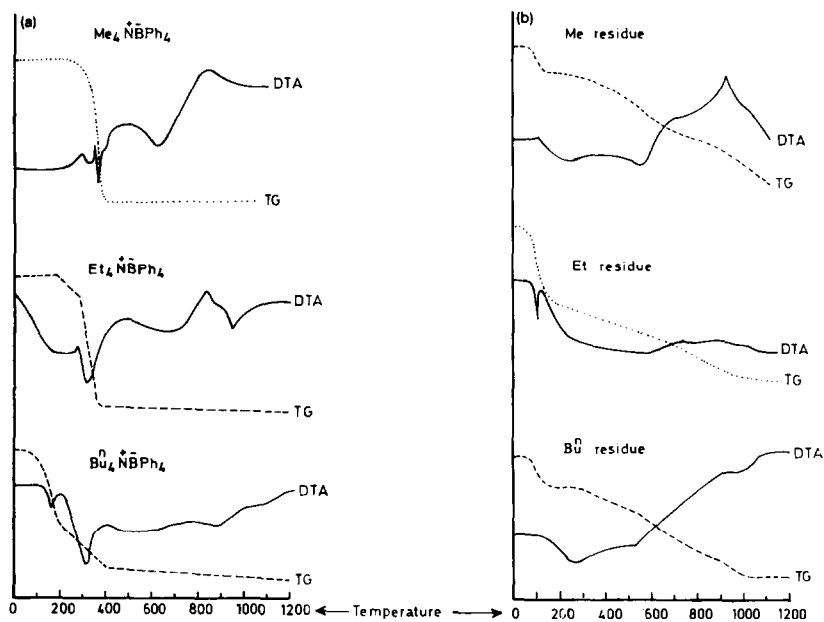 (a)
Me₄N⁺B⁻Ph₄
DTA
TG
Et₄N⁺B⁻Ph₄
DTA
TG
Buⁿ₄N⁺B⁻Ph₄
DTA
TG
0 200 400 600 800 1000 1200
← Temperature →
(b)
Me residue
DTA
TG
Et residue
DTA
TG
Buⁿ residue
DTA
TG
0 200 400 600 800 1000 1200